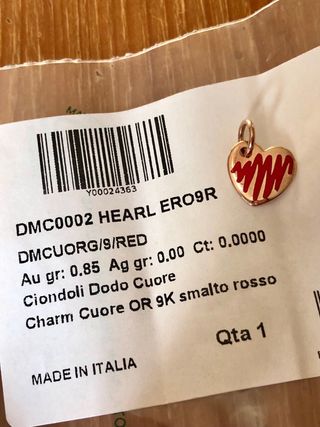 Y00024363
DMC0002 HEARL ERO9R
DMCUORG/9/RED
Au gr: 0.85 Ag gr: 0.00 Ct: 0.0000
Ciondoli Dodo Cuore
Charm Cuore OR 9K smalto rosso
Qta 1
MADE IN ITALIA